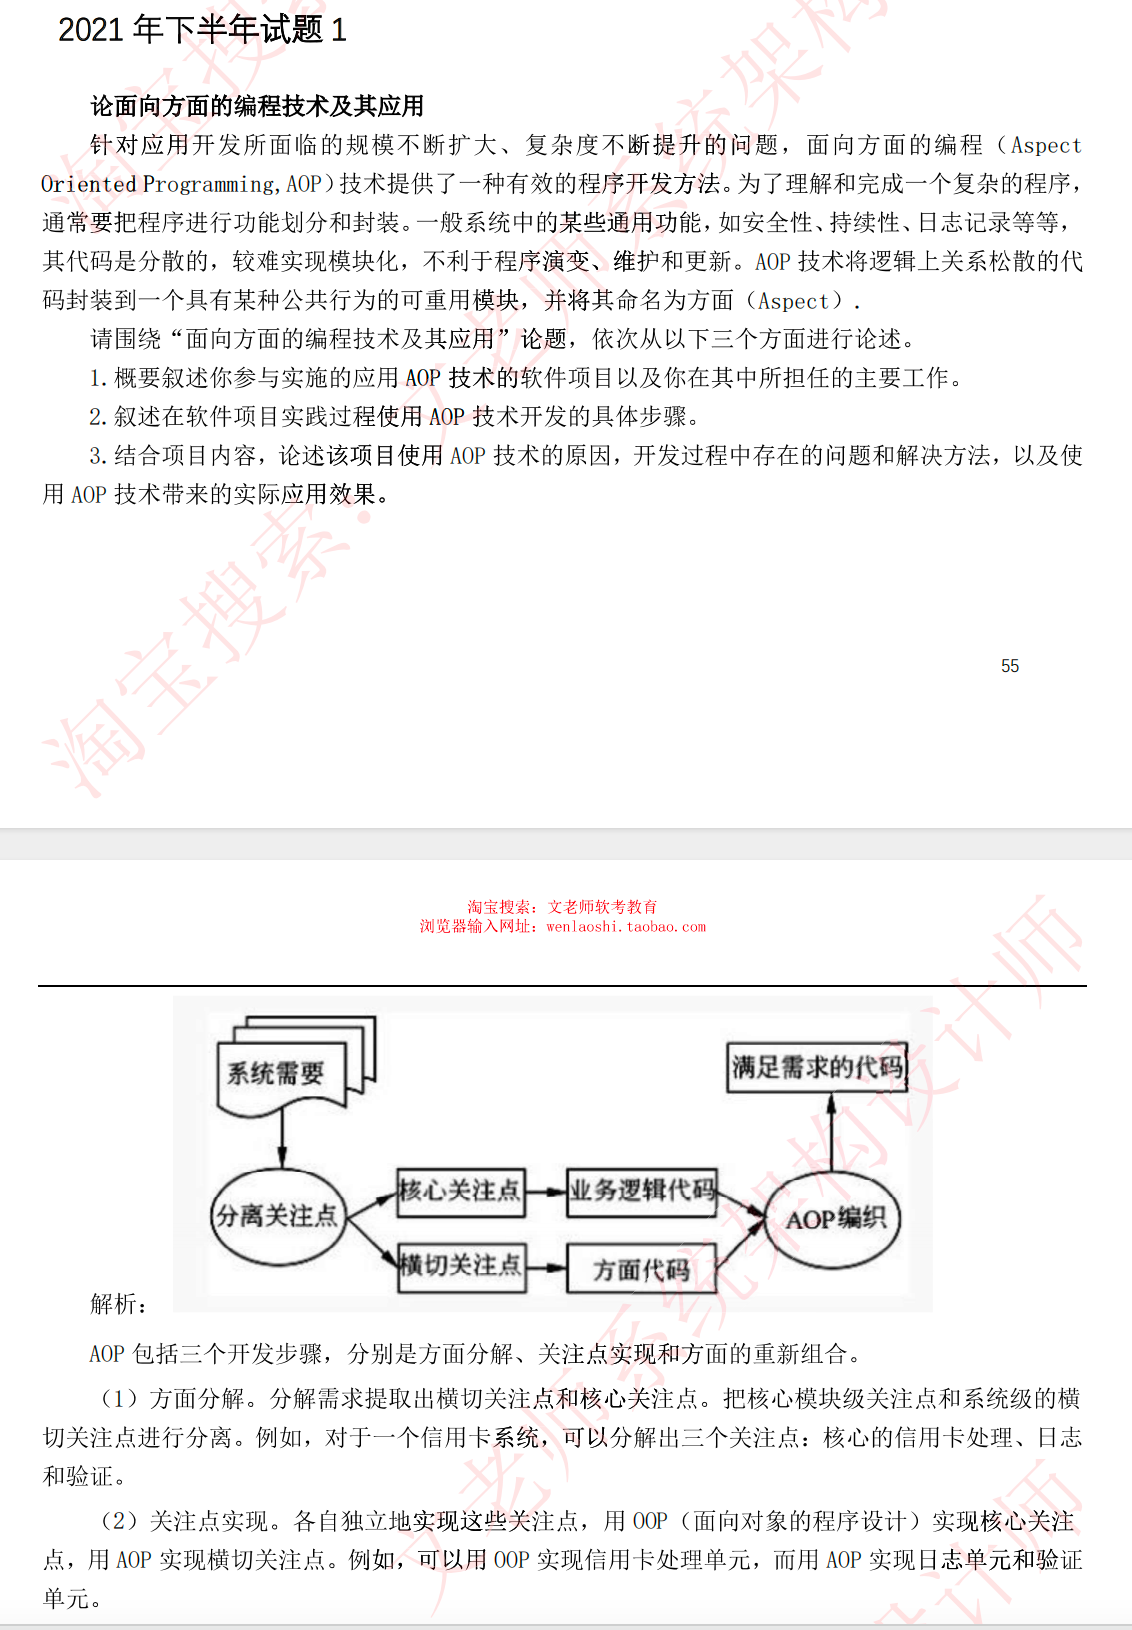 2021 年下半年试题 1
论面向方面的编程技术及其应用
针对应用开发所面临的规模不断扩大、复杂度不断提升的问题，面向方面的编程（Aspect
Oriented Programming,AOP）技术提供了一种有效的程序开发方法。为了理解和完成一个复杂的程序，
通常要把程序进行功能划分和封装。一般系统中的某些通用功能，如安全性、持续性、日志记录等等，
其代码是分散的，较难实现模块化，不利于程序演变、维护和更新。AOP 技术将逻辑上关系松散的代
码封装到一个具有某种公共行为的可重用模块，并将其命名为方面（Aspect）.
请围绕“面向方面的编程技术及其应用”论题，依次从以下三个方面进行论述。
1.概要叙述你参与实施的应用 AOP 技术的软件项目以及你在其中所担任的主要工作。
2.叙述在软件项目实践过程使用 AOP 技术开发的具体步骤。
3.结合项目内容，论述该项目使用 AOP 技术的原因，开发过程中存在的问题和解决方法，以及使
用 AOP 技术带来的实际应用效果。
淘宝搜索：文老师系统架构
55
淘宝搜索：文老师软考教育
浏览器输入网址：wenlaoshi.taobao.com
系统需要
满足需求的代码
分离关注点
核心关注点
业务逻辑代码
AOP编织
横切关注点
方面代码
解析：
AOP 包括三个开发步骤，分别是方面分解、关注点实现和方面的重新组合。
（1）方面分解。分解需求提取出横切关注点和核心关注点。把核心模块级关注点和系统级的横
切关注点进行分离。例如，对于一个信用卡系统，可以分解出三个关注点：核心的信用卡处理、日志
和验证。
（2）关注点实现。各自独立地实现这些关注点，用 OOP（面向对象的程序设计）实现核心关注
点，用 AOP 实现横切关注点。例如，可以用 OOP 实现信用卡处理单元，而用 AOP 实现日志单元和验证
单元。
文老师系统架构设计师
设计师
淘宝搜